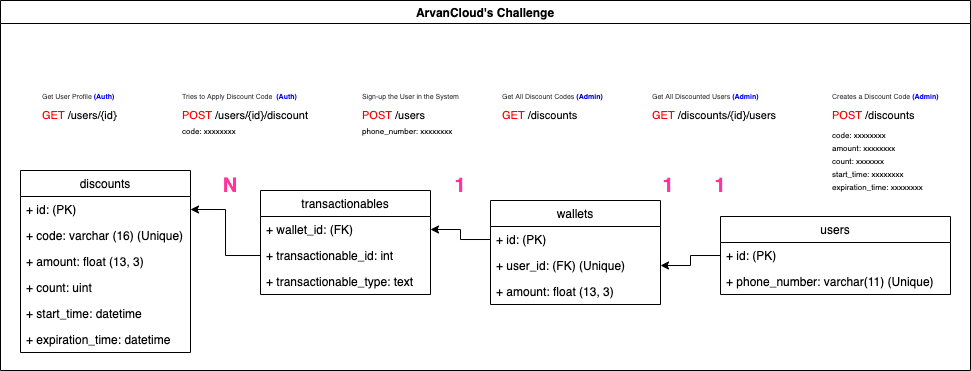 ArvanCloud's Challenge
Get User Profile (Auth)
GET /users/{id}
Tries to Apply Discount Code (Auth)
POST /users/{id}/discount
code: xxxxxxxx
Sign-up the User in the System
POST /users
phone_number: xxxxxxxx
Get All Discount Codes (Admin)
GET /discounts
Get All Discounted Users (Admin)
GET /discounts/{id}/users
Creates a Discount Code (Admin)
POST /discounts
code: xxxxxxxx
amount: xxxxxxxx
count: xxxxxxx
start_time: xxxxxxxx
expiration_time: xxxxxxxx
N
1
1
1
discounts
+ id: (PK)
+ code: varchar (16) (Unique)
+ amount: float (13, 3)
+ count: uint
+ start_time: datetime
+ expiration_time: datetime
transactionables
+ wallet_id: (FK)
+ transactionable_id: int
+ transactionable_type: text
wallets
+ id: (PK)
+ user_id: (FK) (Unique)
+ amount: float (13, 3)
users
+ id: (PK)
+ phone_number: varchar(11) (Unique)